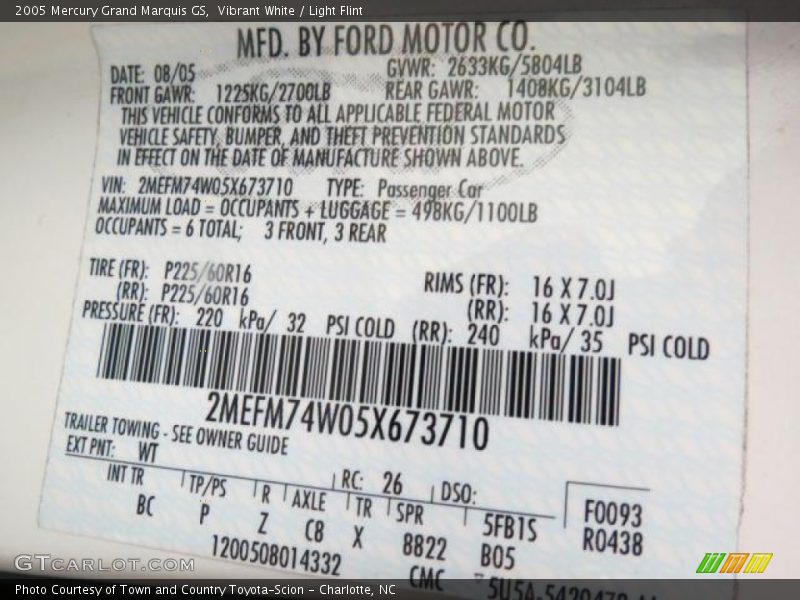 2005 Mercury Grand Marquis GS,  Vibrant White / Light Flint
MFD. BY FORD MOTOR CO.
DATE: 08/05 GVWR: 2633KG/5804LB
FRONT GAWR: 1225KG/2700LB REAR GAWR: 1408KG/3104LB
THIS VEHICLE CONFORMS TO ALL APPLICABLE FEDERAL MOTOR
VEHICLE SAFETY, BUMPER, AND THEFT PREVENTION STANDARDS
IN EFFECT ON THE DATE OF MANUFACTURE SHOWN ABOVE.
VIN: 2MEFM74W05X673710 TYPE: Passenger Car
MAXIMUM LOAD = OCCUPANTS + LUGGAGE = 498KG/1100LB
OCCUPANTS = 6 TOTAL; 3 FRONT, 3 REAR
TIRE (FR): P225/60R16 RIMS (FR): 16 X 7.0J
(RR): P225/60R16 (RR): 16 X 7.0J
PRESSURE (FR): 220 kPa/ 32 PSI COLD (RR): 240 kPa/ 35 PSI COLD
2MEFM74W05X673710
TRAILER TOWING - SEE OWNER GUIDE
EXT PNT: WT RC: 26 DSO:
INT TR TP/PS R AXLE TR SPR 5FB1S F0093
BC P Z C8 X 8822 B05 R0438
1200508014332 CMC
GTCARLOT.COM
Photo Courtesy of Town and Country Toyota-Scion – Charlotte, NC